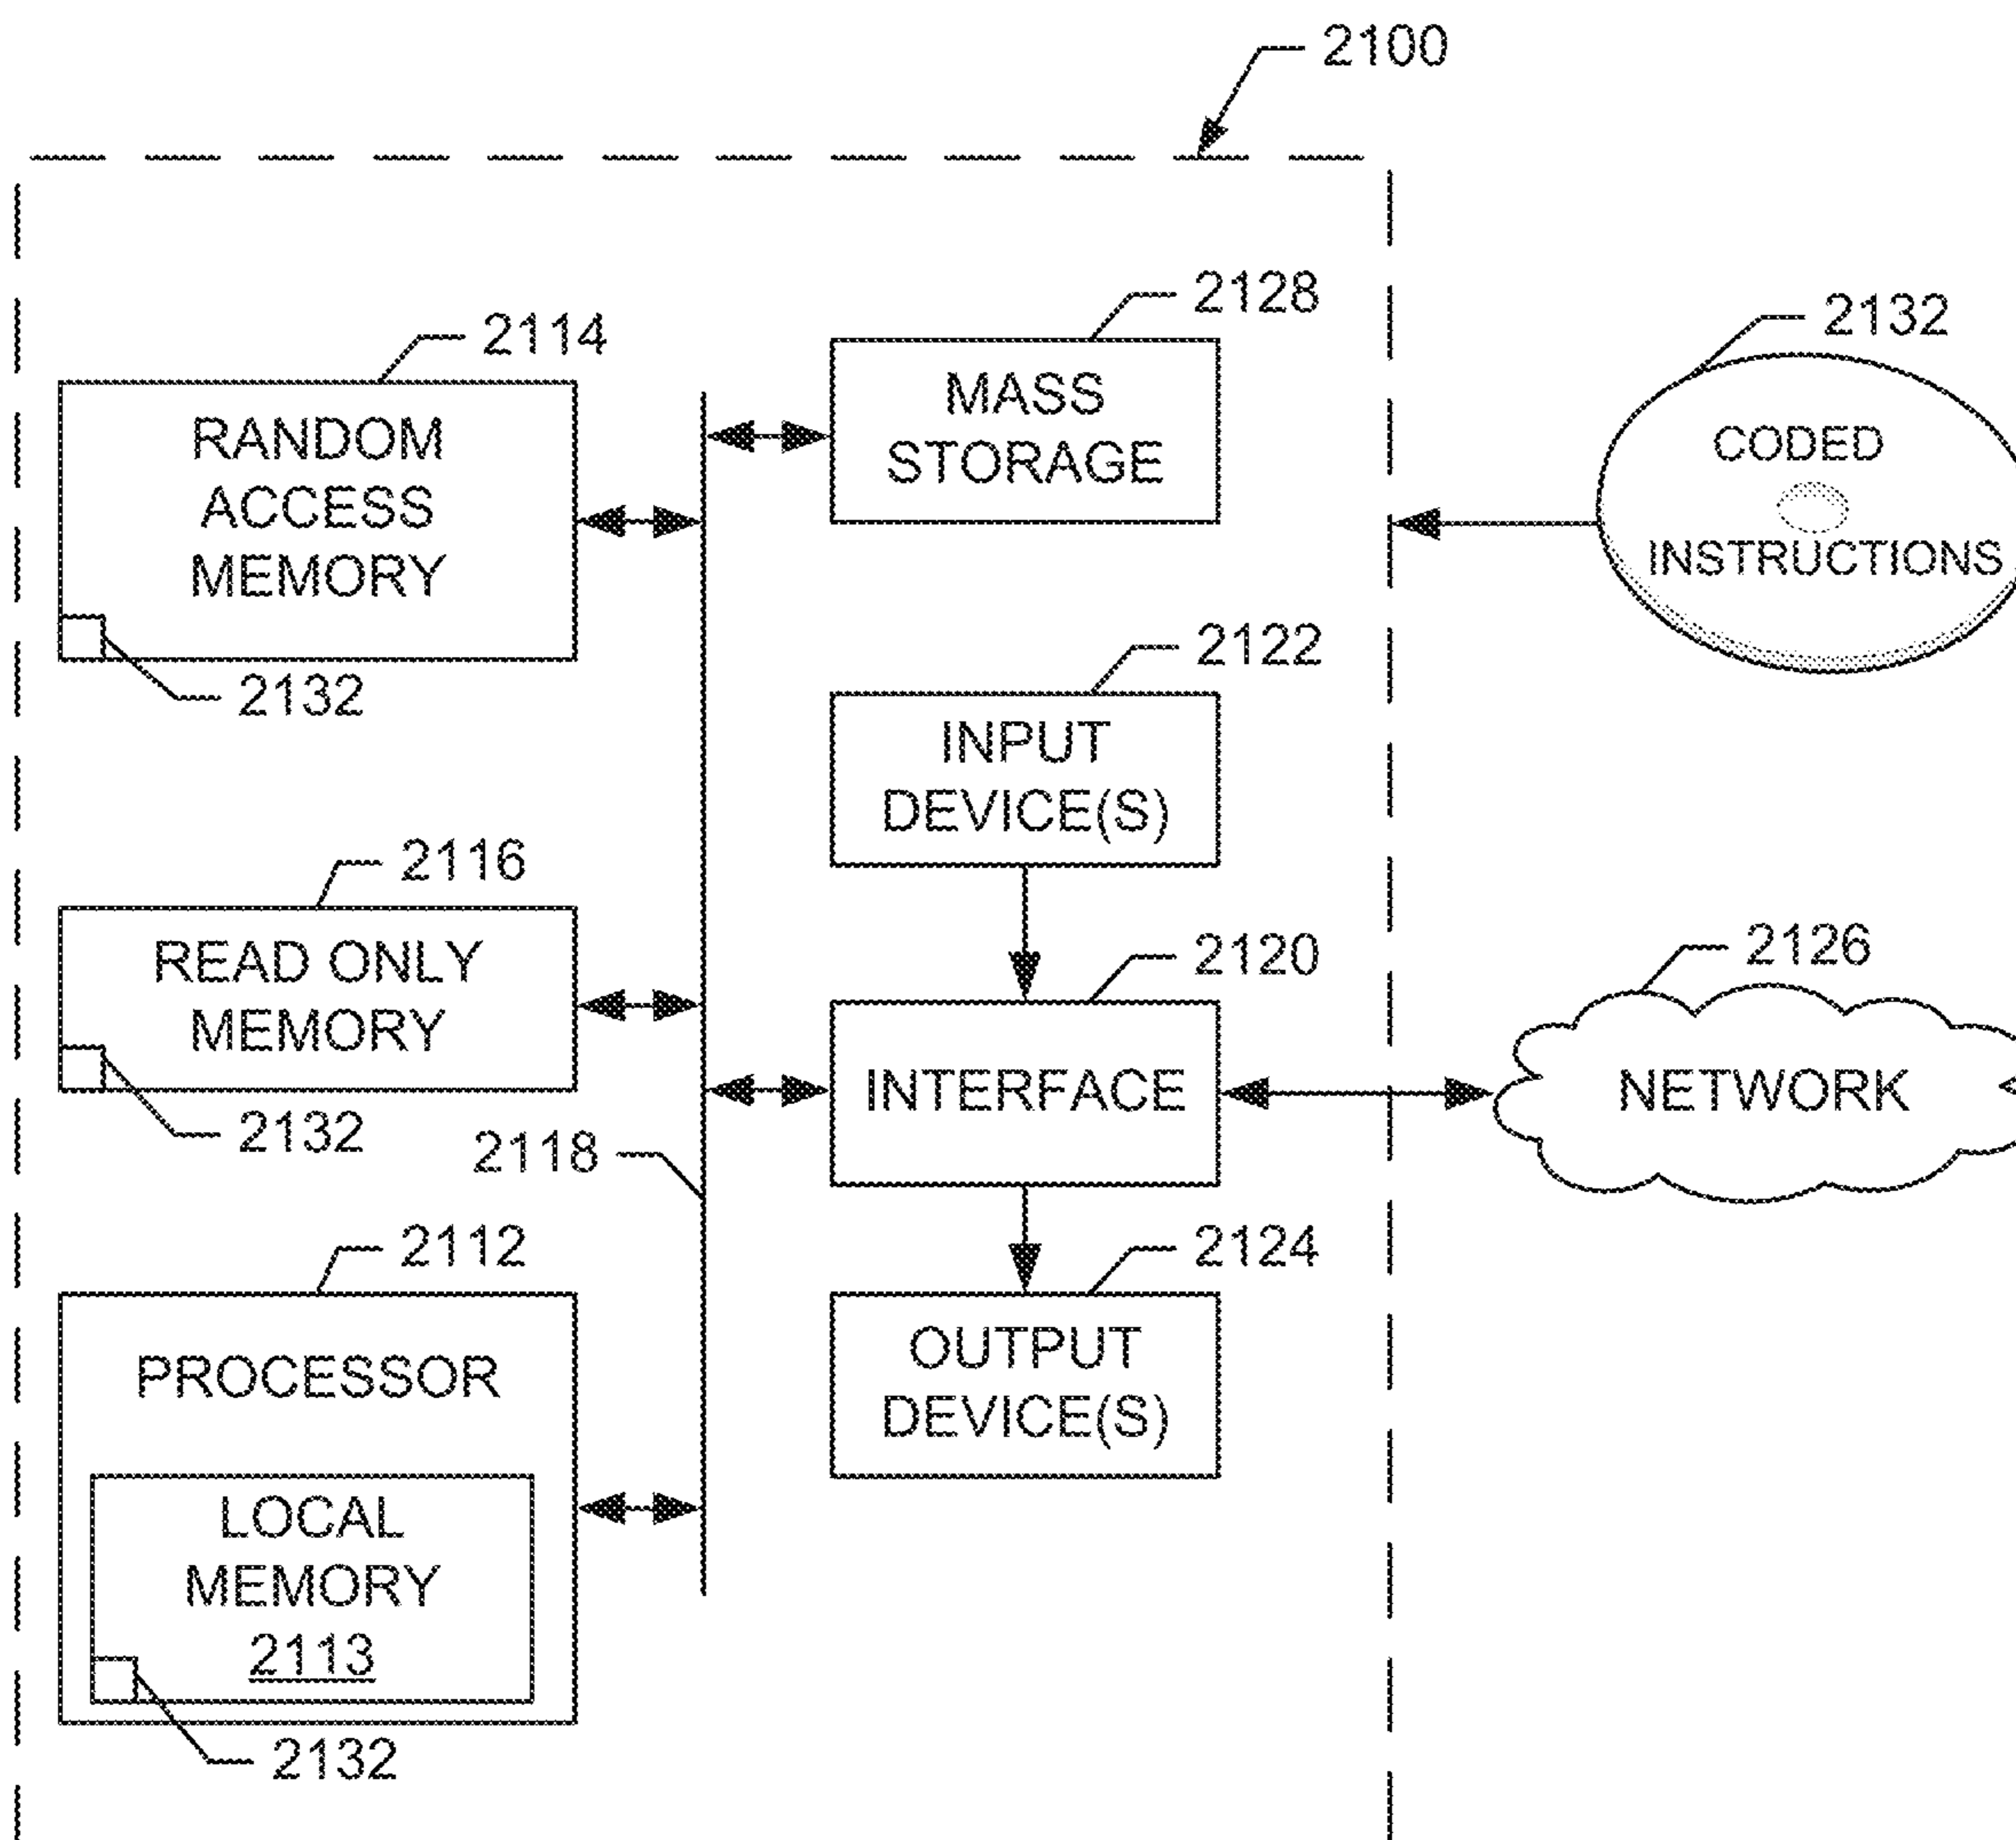 2100
2128
MASS
STORAGE
2114
RANDOM
ACCESS
MEMORY
2132
2132
CODED
INSTRUCTIONS
2122
INPUT
DEVICE(S)
2116
READ ONLY
MEMORY
2132
2120
INTERFACE
2126
NETWORK
2118
2112
PROCESSOR
LOCAL
MEMORY
2113
2132
2124
OUTPUT
DEVICE(S)